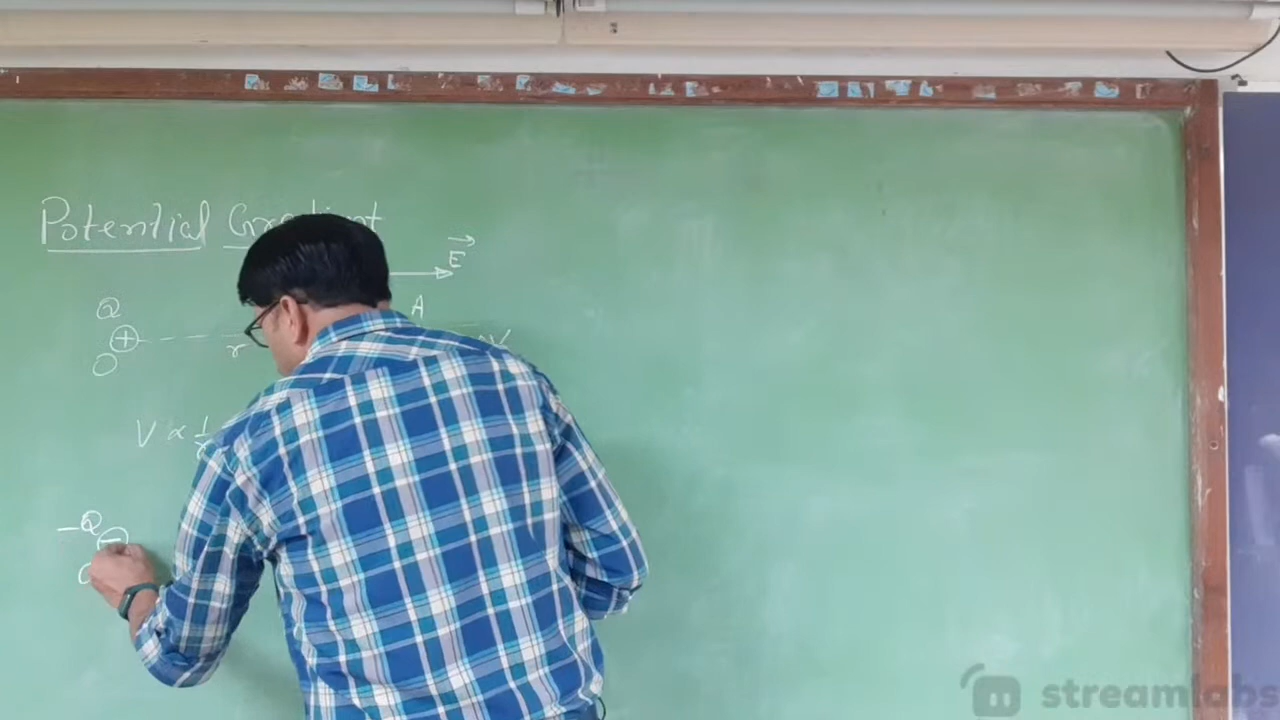 Potential Gradient
E
Q
A
+
O
r
V
V ∝ 1/r
-Q
-
O
streamlabs